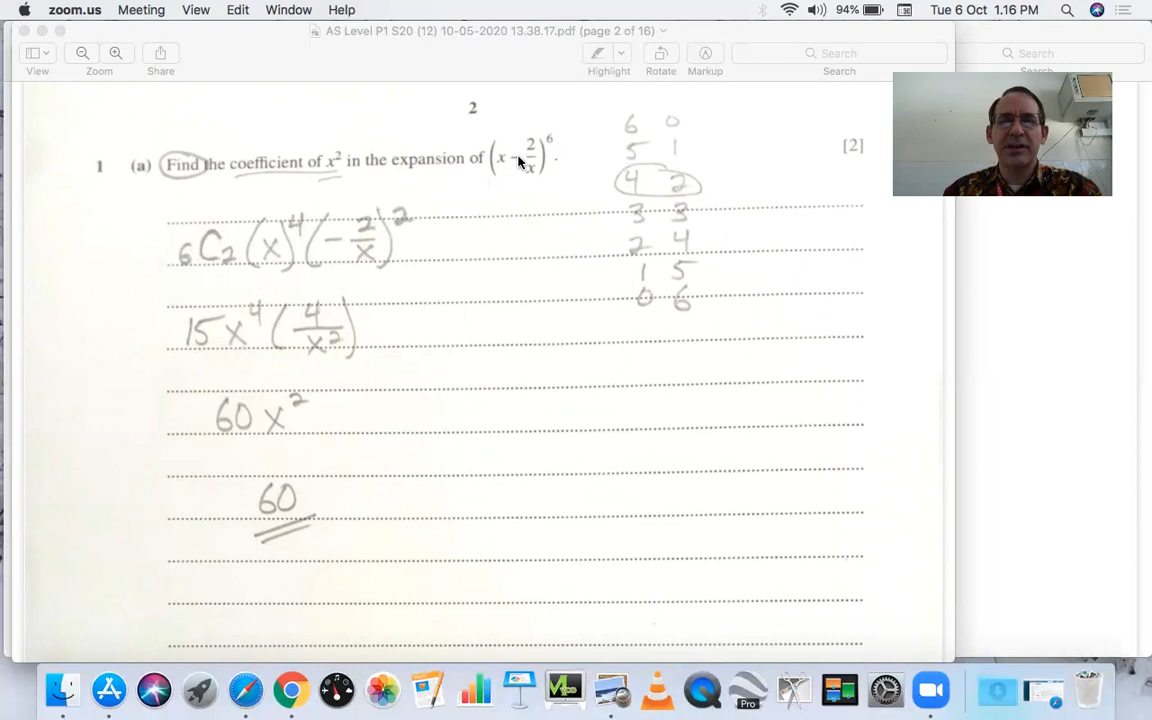 zoom.us Meeting View Edit Window Help 94% Tue 6 Oct 1.16 PM
AS Level P1 S20 (12) 10-05-2020 13.38.17.pdf (page 2 of 16)
View Zoom Share Highlight Rotate Markup Search Search
Search Search
2
1 (a) Find the coefficient of x² in the expansion of (x − 2/x)⁶. [2]
6 0
5 1
4 2
3 3
2 4
1 5
0 6
₆C₂ (x)⁴ (− 2/x)²
15x⁴ (4/x²)
60x²
60
Pro